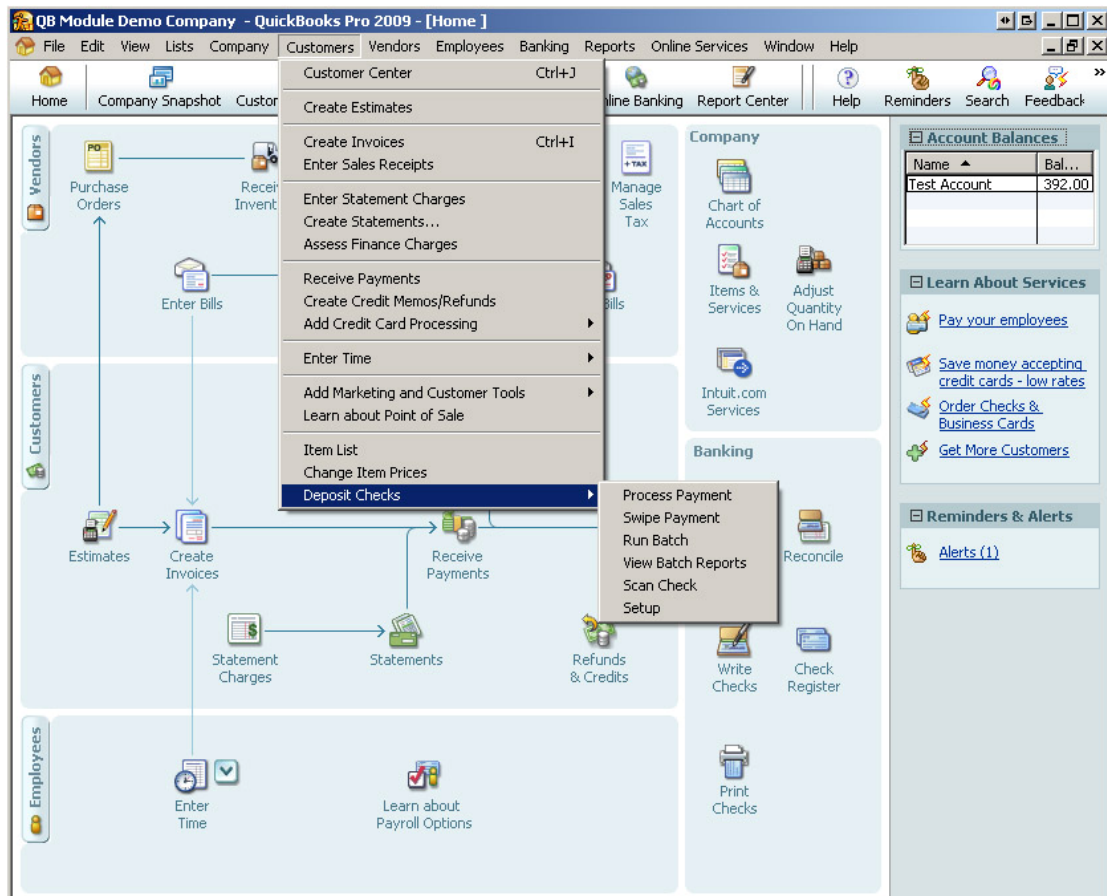 QB Module Demo Company - QuickBooks Pro 2009 - [Home ]
File Edit View Lists Company Customers Vendors Employees Banking Reports Online Services Window Help
Home Company Snapshot Banking Report Center Help Reminders Search Feedback
Customer Center Ctrl+J
Create Estimates
Create Invoices Ctrl+I
Enter Sales Receipts
Enter Statement Charges
Create Statements...
Assess Finance Charges
Receive Payments
Create Credit Memos/Refunds
Add Credit Card Processing
Enter Time
Add Marketing and Customer Tools
Learn about Point of Sale
Item List
Change Item Prices
Deposit Checks
Process Payment
Swipe Payment
Run Batch
View Batch Reports
Scan Check
Setup
Vendors
Purchase
Orders
Enter Bills
+ TAX
Manage
Sales
Tax
Customers
Estimates
Create
Invoices
Receive
Payments
Statement
Charges
Statements
Refunds
& Credits
Employees
Enter
Time
Learn about
Payroll Options
Company
Chart of
Accounts
Items &
Services
Adjust
Quantity
On Hand
Intuit.com
Services
Banking
Reconcile
Write
Checks
Check
Register
Print
Checks
Account Balances
Name Bal...
Test Account 392.00
Learn About Services
Pay your employees
Save money accepting
credit cards - low rates
Order Checks &
Business Cards
Get More Customers
Reminders & Alerts
Alerts (1)